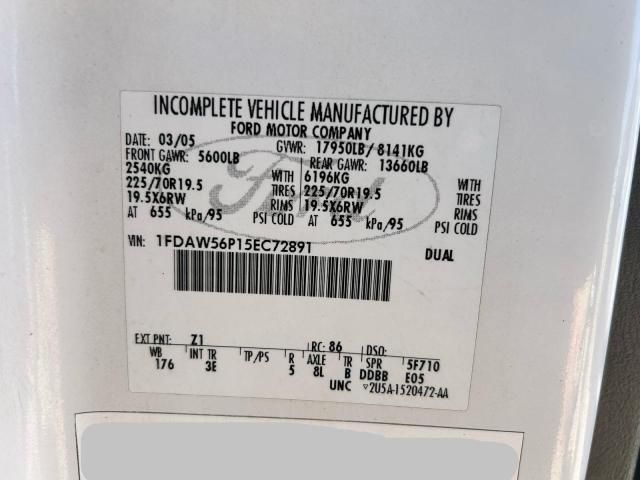 INCOMPLETE VEHICLE MANUFACTURED BY
FORD MOTOR COMPANY
DATE: 03/05 GVWR: 17950LB/ 8141KG
FRONT GAWR: 5600LB REAR GAWR: 13660LB
2540KG WITH 6196KG WITH
225/70R19.5 TIRES 225/70R19.5 TIRES
19.5X6RW RIMS 19.5X6RW RIMS
AT 655 kPa/95 PSI COLD AT 655 kPa/95 PSI COLD
VIN: 1FDAW56P15EC72891 DUAL
Ford
EXT PNT: Z1 RC: 86 DSO:
WB INT TR TP/PS R AXLE TR SPR 5F710
176 3E 5 8L B DDBB E05
UNC 2U5A-1520472-AA